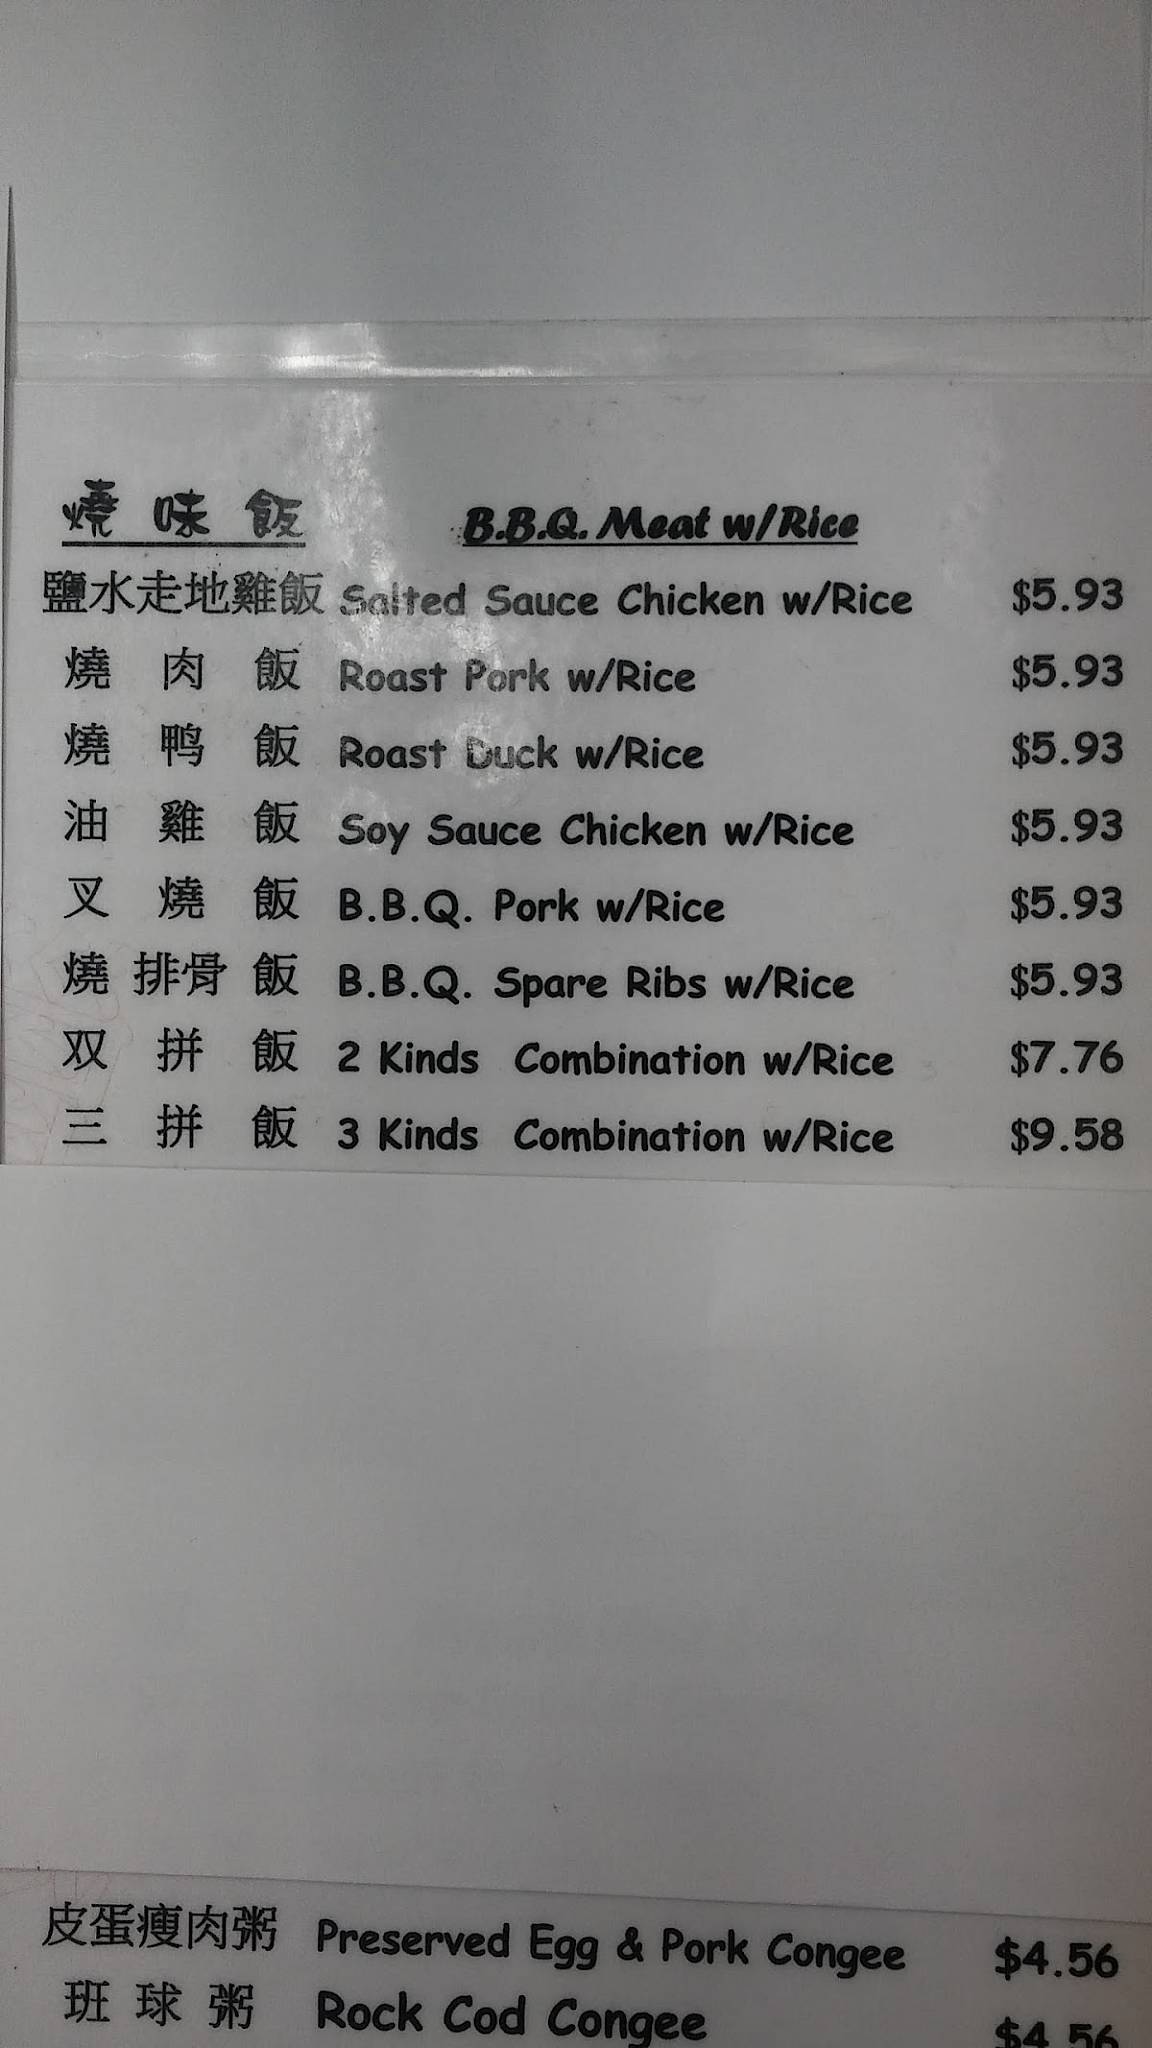 燒味飯 B.B.Q. Meat w/Rice
鹽水走地雞飯 Salted Sauce Chicken w/Rice $5.93
燒肉飯 Roast Pork w/Rice $5.93
燒鸭飯 Roast Duck w/Rice $5.93
油雞飯 Soy Sauce Chicken w/Rice $5.93
叉燒飯 B.B.Q. Pork w/Rice $5.93
燒排骨飯 B.B.Q. Spare Ribs w/Rice $5.93
双拼飯 2 Kinds Combination w/Rice $7.76
三拼飯 3 Kinds Combination w/Rice $9.58
皮蛋瘦肉粥 Preserved Egg & Pork Congee $4.56
班球粥 Rock Cod Congee $4.56